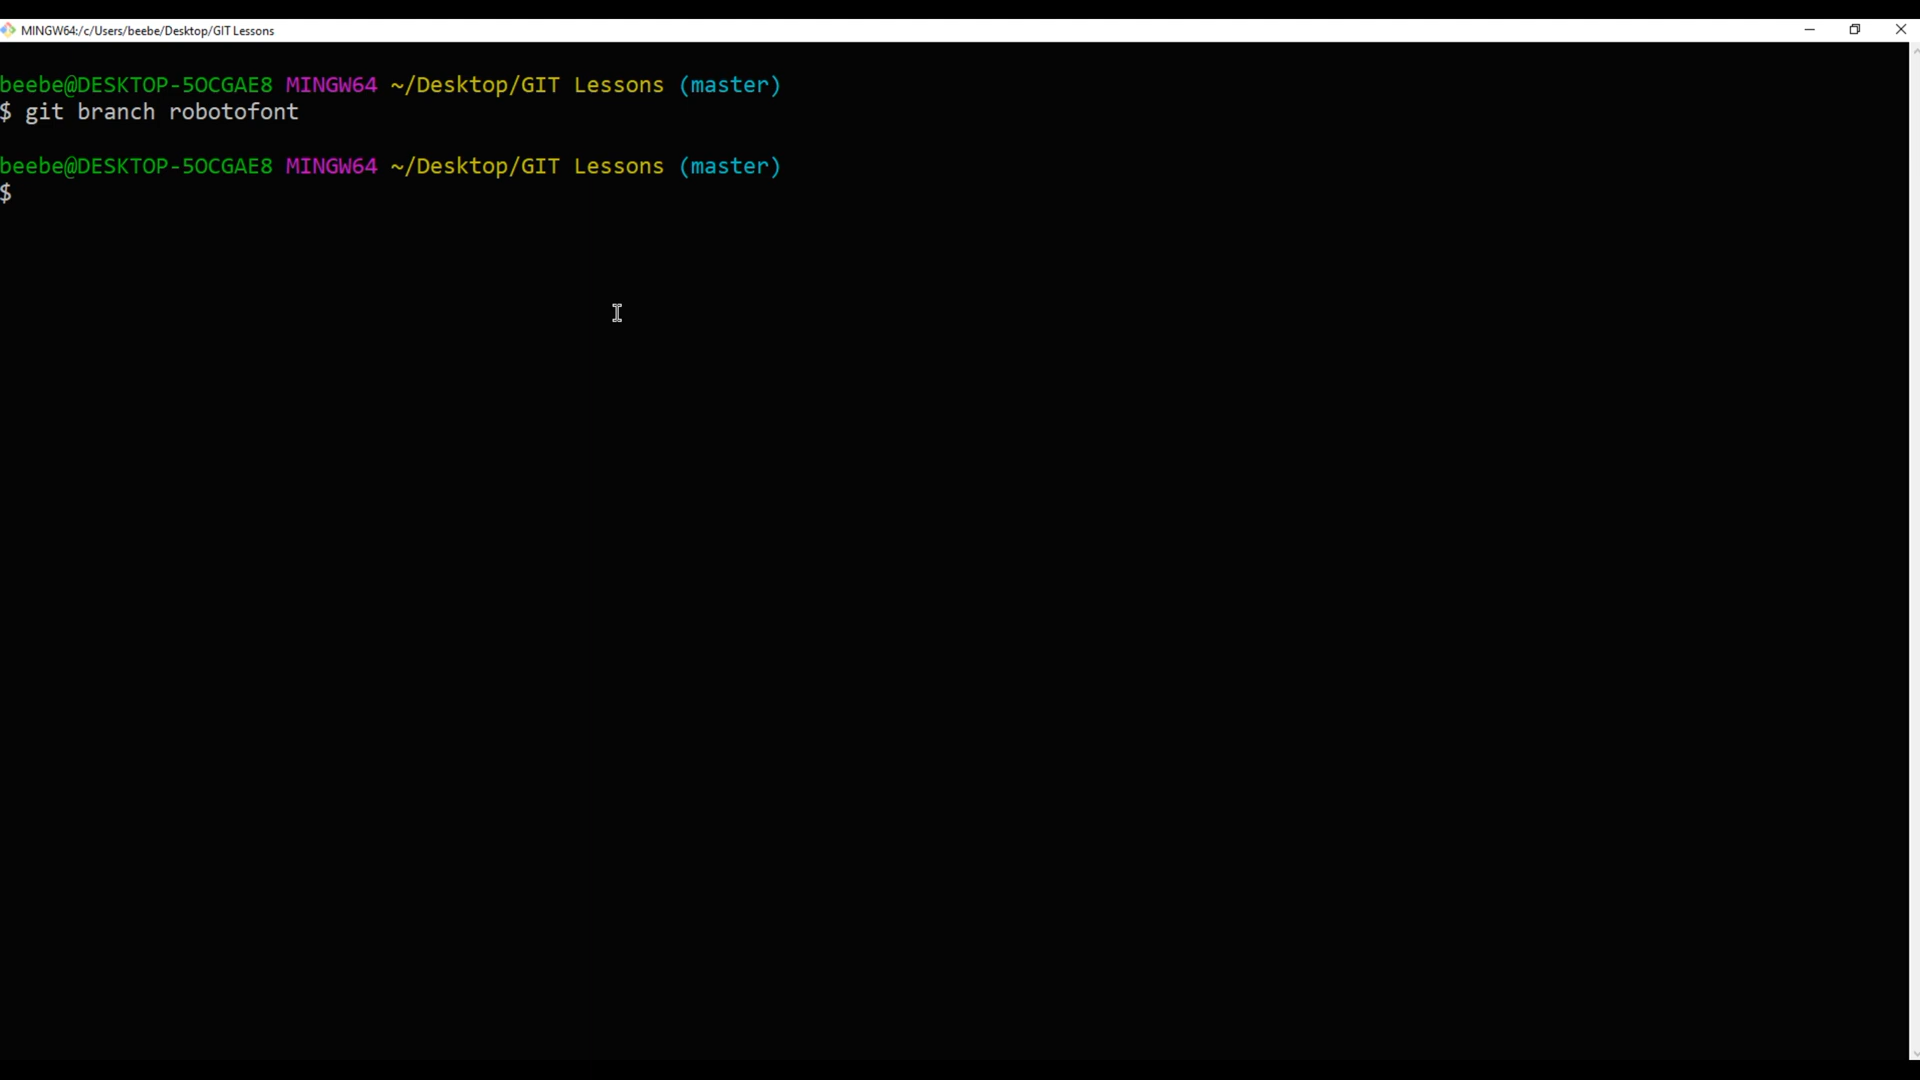 MINGW64:/c/Users/beebe/Desktop/GIT Lessons
beebe@DESKTOP-5OCGAE8 MINGW64 ~/Desktop/GIT Lessons (master)
$ git branch robotofont
beebe@DESKTOP-5OCGAE8 MINGW64 ~/Desktop/GIT Lessons (master)
$